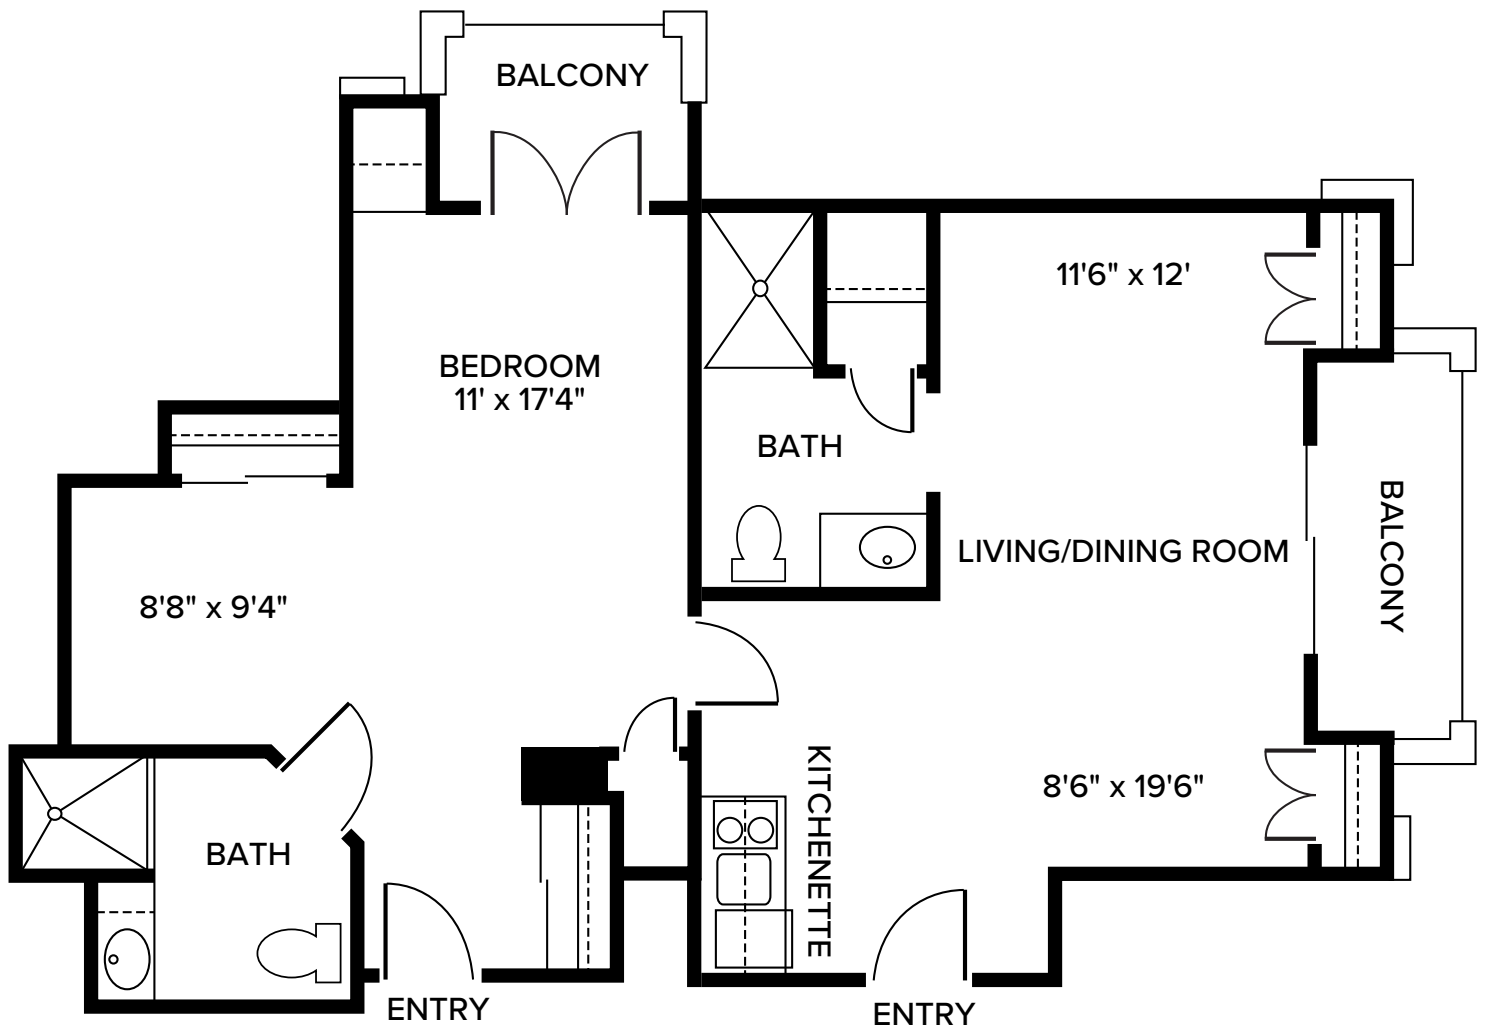 BALCONY
11'6" x 12'
BEDROOM
11' x 17'4"
BATH
BALCONY
LIVING/DINING ROOM
8'8" x 9'4"
KITCHENETTE
8'6" x 19'6"
BATH
ENTRY
ENTRY